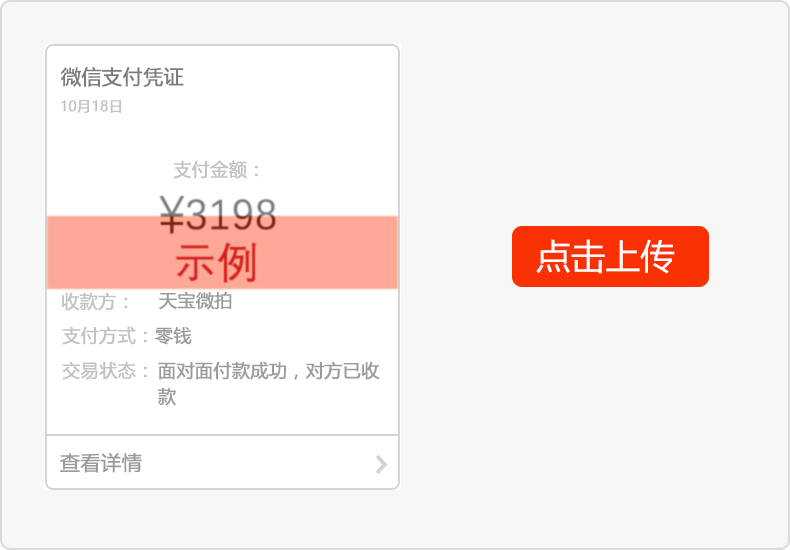 微信支付凭证
10月18日
支付金额：
¥3198
示例
收款方： 天宝微拍
支付方式：零钱
交易状态： 面对面付款成功，对方已收
款
查看详情
点击上传